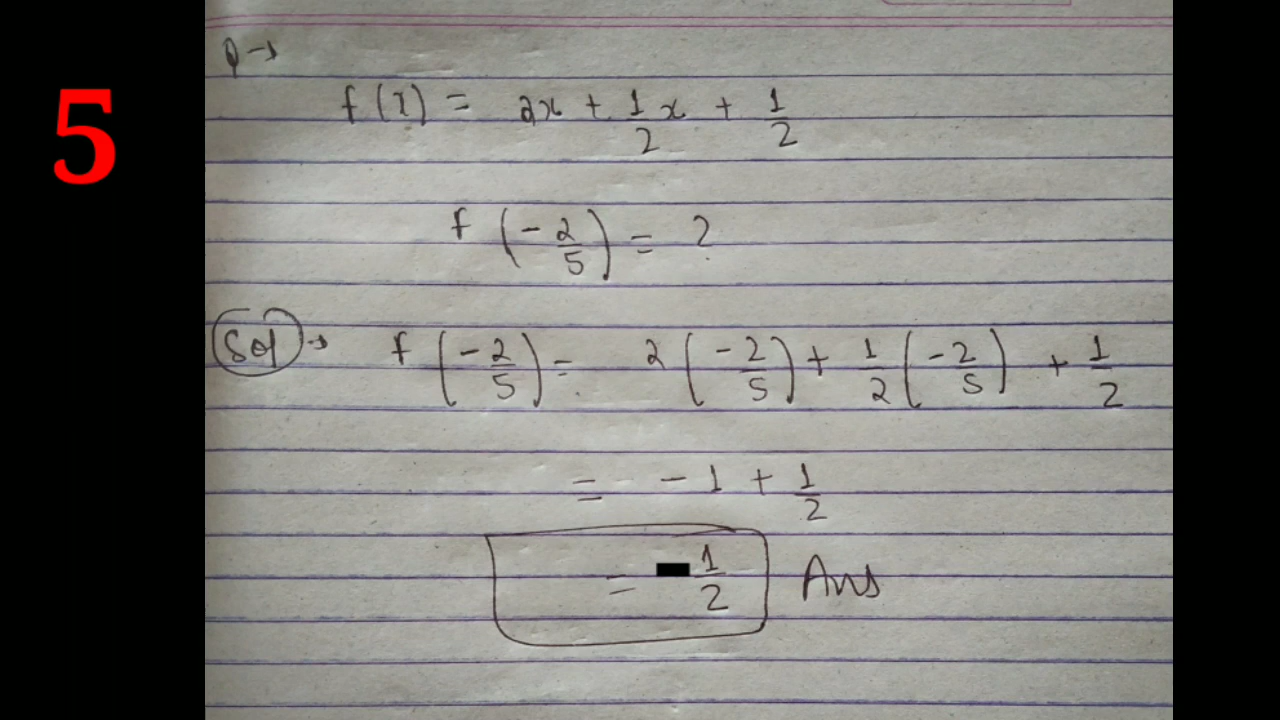 5
Q→
f(x) = 2x + 1/2 x + 1/2
f(-2/5) = ?
Sol → f(-2/5) = 2(-2/5) + 1/2(-2/5) + 1/2
= -1 + 1/2
= - 1/2 Ans